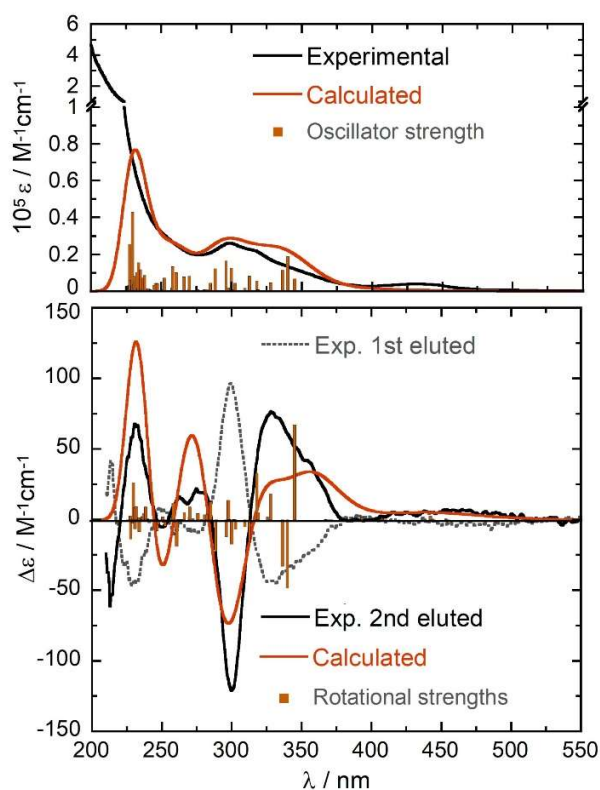 6
4
2
1
0.8
0.6
0.4
0.2
0.0
10⁵ ε / M⁻¹cm⁻¹
Experimental
Calculated
Oscillator strength
150
100
50
0
-50
-100
-150
Δε / M⁻¹cm⁻¹
Exp. 1st eluted
Exp. 2nd eluted
Calculated
Rotational strengths
200 250 300 350 400 450 500 550
λ / nm